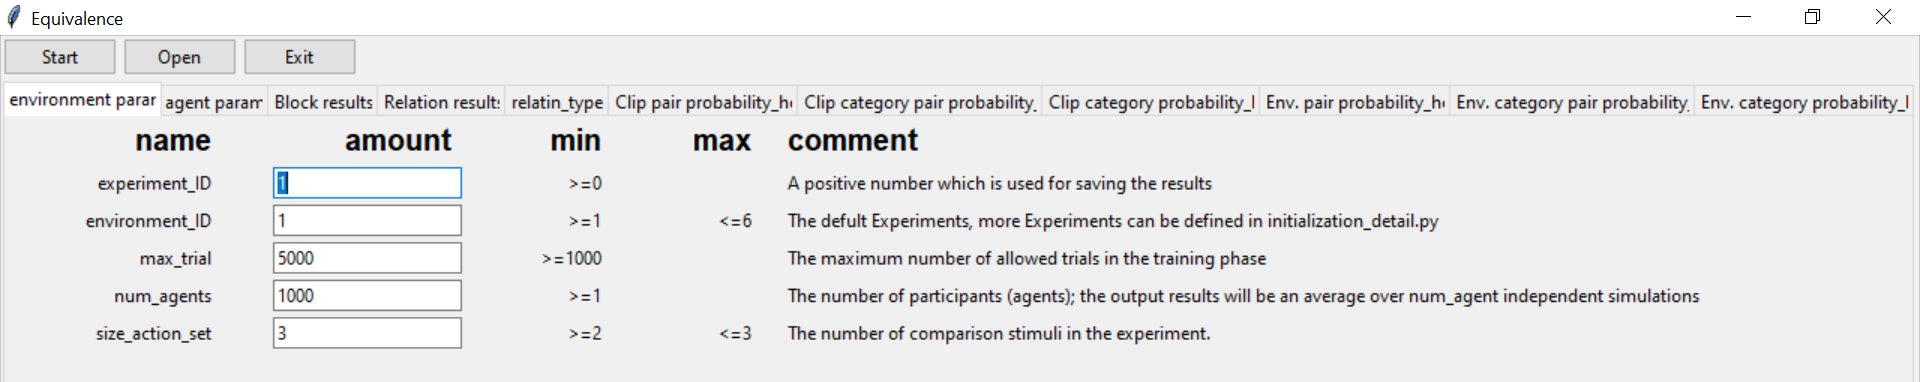 Equivalence
Start Open Exit
environment parar agent param Block results Relation results relatin_type Clip pair probability_h Clip category pair probability_ Clip category probability_l Env. pair probability_h Env. category pair probability_ Env. category probability_l
name amount min max comment
experiment_ID 1 >=0 A positive number which is used for saving the results
environment_ID 1 >=1 <=6 The defult Experiments, more Experiments can be defined in initialization_detail.py
max_trial 5000 >=1000 The maximum number of allowed trials in the training phase
num_agents 1000 >=1 The number of participants (agents); the output results will be an average over num_agent independent simulations
size_action_set 3 >=2 <=3 The number of comparison stimuli in the experiment.